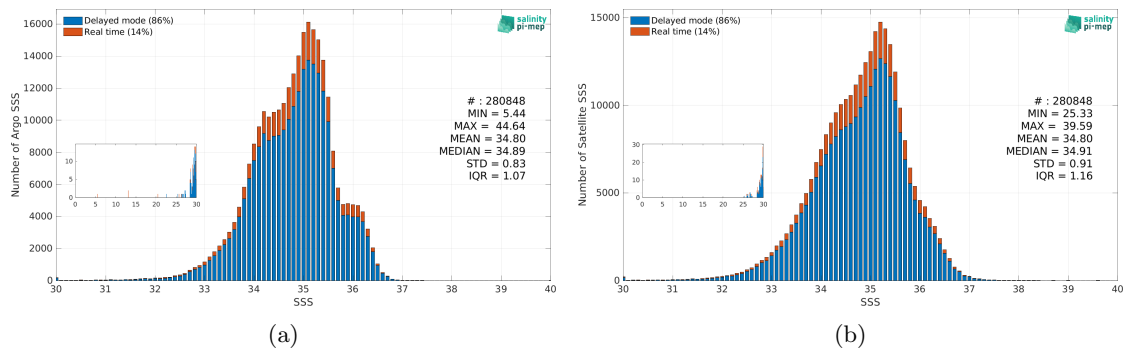 Delayed mode (86%)
Real time (14%)
salinity
pi-mep
# : 280848
MIN = 5.44
MAX = 44.64
MEAN = 34.80
MEDIAN = 34.89
STD = 0.83
IQR = 1.07
Number of Argo SSS
16000
14000
12000
10000
8000
6000
4000
2000
0
10
5
0
0 5 10 15 20 25 30
30 31 32 33 34 35 36 37 38 39 40
SSS
(a)
Delayed mode (86%)
Real time (14%)
salinity
pi-mep
# : 280848
MIN = 25.33
MAX = 39.59
MEAN = 34.80
MEDIAN = 34.91
STD = 0.91
IQR = 1.16
Number of Satellite SSS
15000
10000
5000
0
30
20
10
0
0 5 10 15 20 25 30
30 31 32 33 34 35 36 37 38 39 40
SSS
(b)